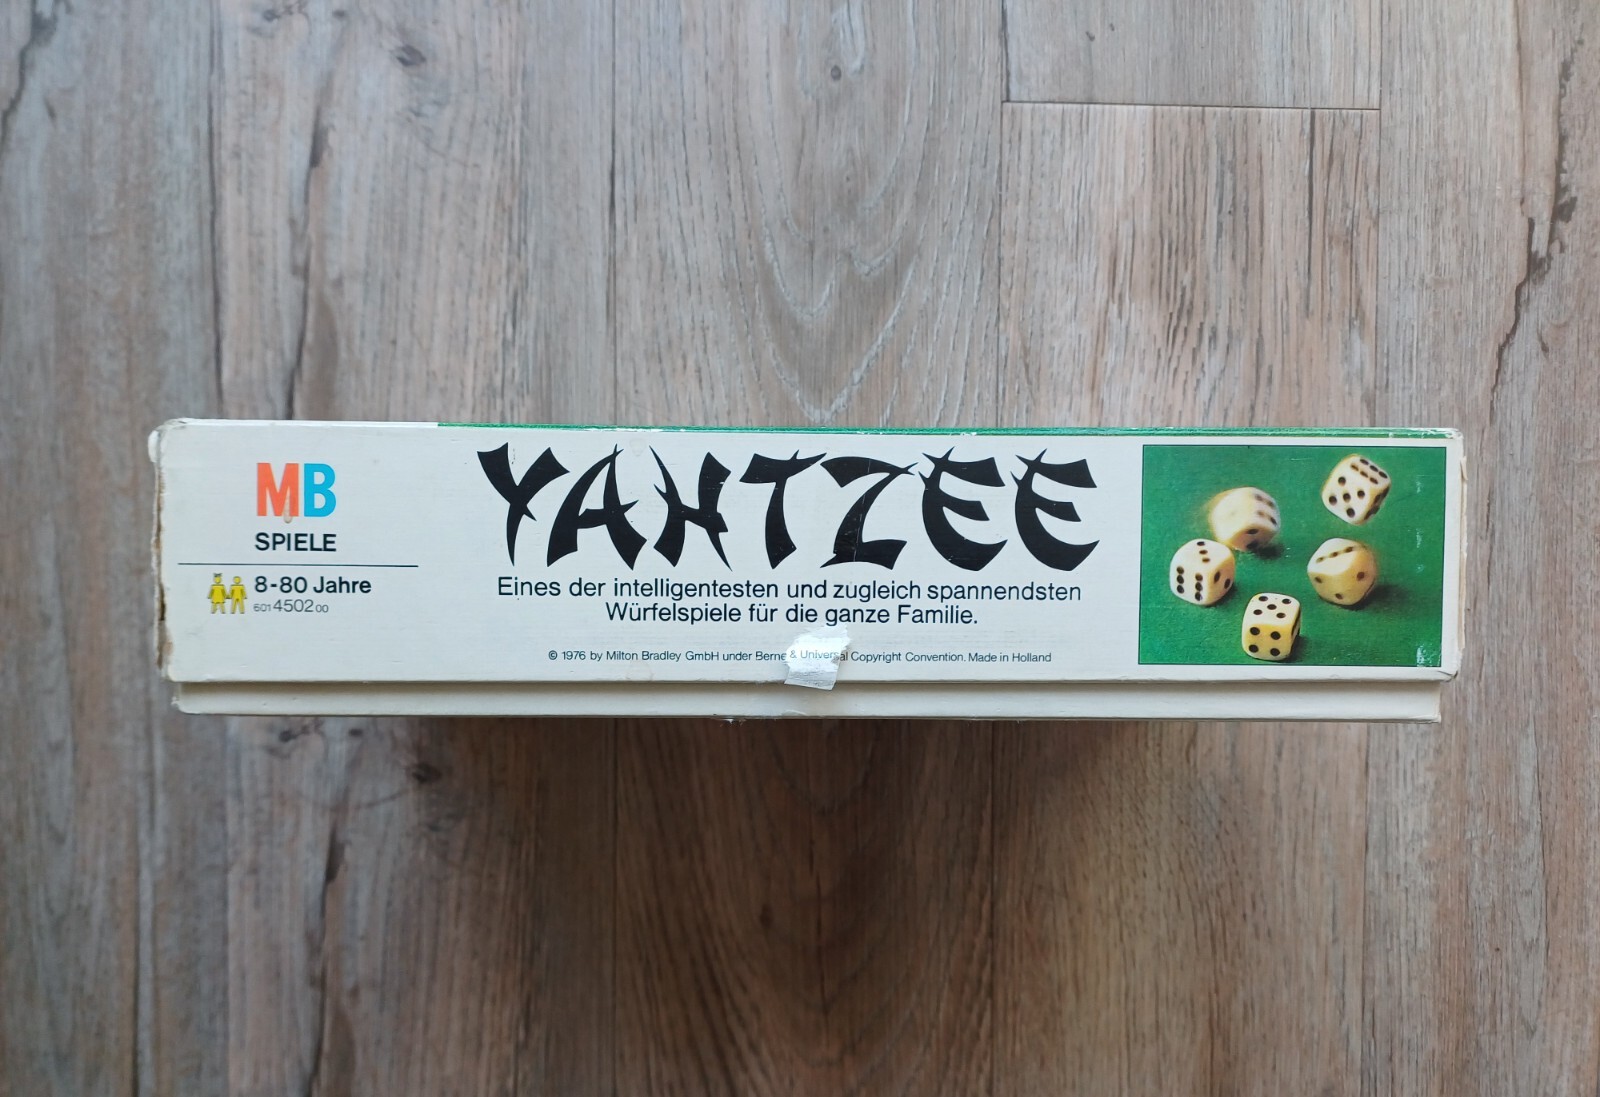 MB
SPIELE
8-80 Jahre
601 4502 00
YAHTZEE
Eines der intelligentesten und zugleich spannendsten
Würfelspiele für die ganze Familie.
© 1976 by Milton Bradley GmbH under Berne & Universal Copyright Convention. Made in Holland